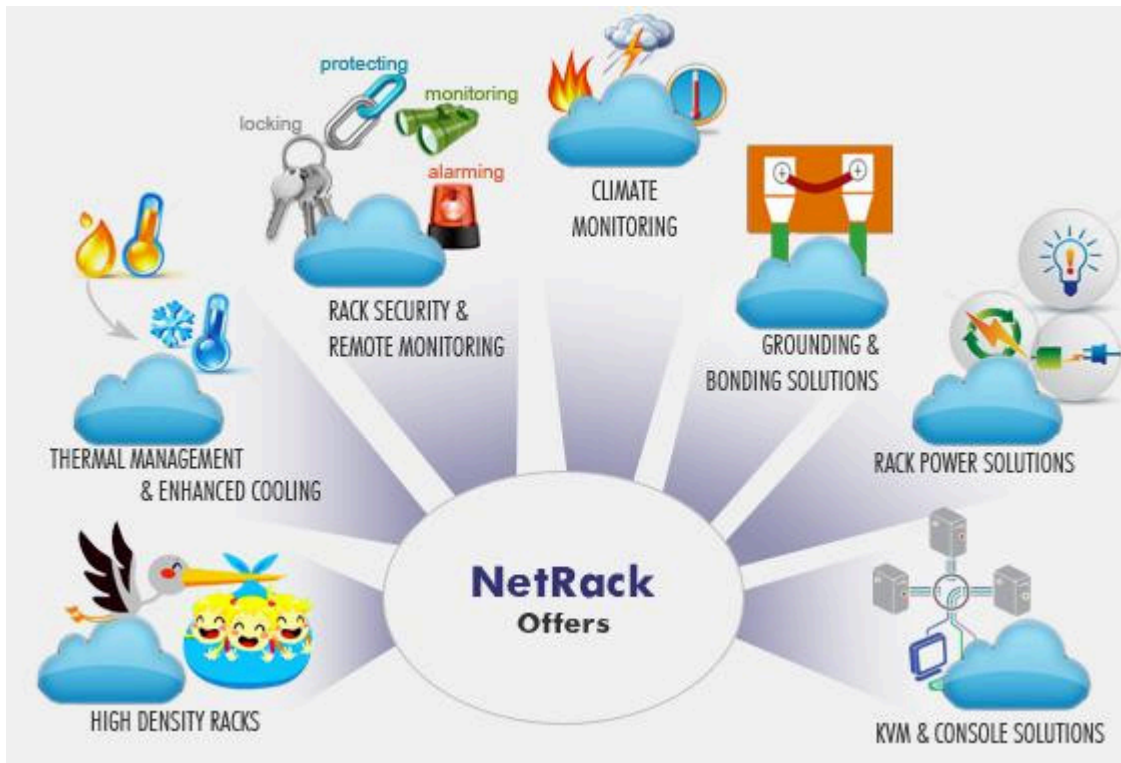 protecting
monitoring
locking
alarming
CLIMATE
MONITORING
RACK SECURITY &
REMOTE MONITORING
GROUNDING &
BONDING SOLUTIONS
THERMAL MANAGEMENT
& ENHANCED COOLING
RACK POWER SOLUTIONS
NetRack
Offers
HIGH DENSITY RACKS
KVM & CONSOLE SOLUTIONS